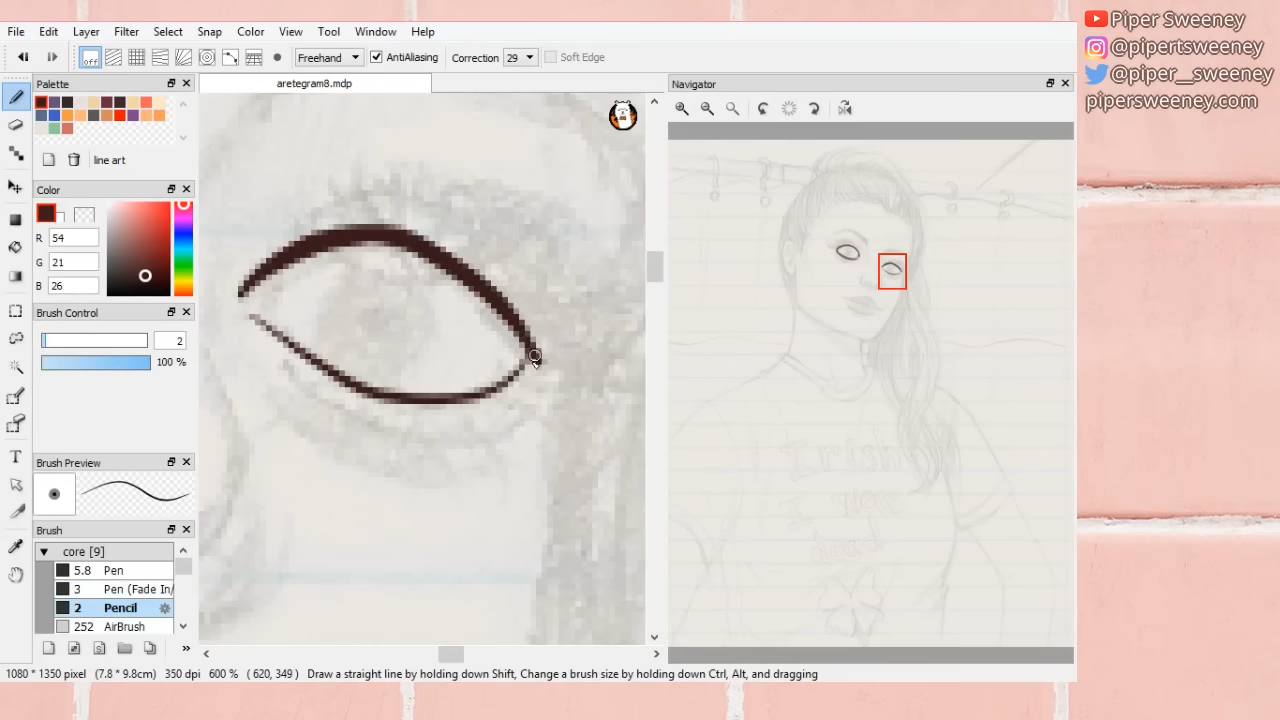 Piper Sweeney
@pipertsweeney
@piper__sweeney
pipersweeney.com
File Edit Layer Filter Select Snap Color View Tool Window Help
off Freehand AntiAliasing Correction 29 Soft Edge
Palette
aretegram8.mdp
Navigator
line art
Color
R 54
G 21
B 26
Brush Control
2
100 %
Brush Preview
Brush
core [9]
5.8 Pen
3 Pen (Fade In/
2 Pencil
252 AirBrush
1080 * 1350 pixel (7.8 * 9.8cm) 350 dpi 600 % ( 620, 349 ) Draw a straight line by holding down Shift, Change a brush size by holding down Ctrl, Alt, and dragging